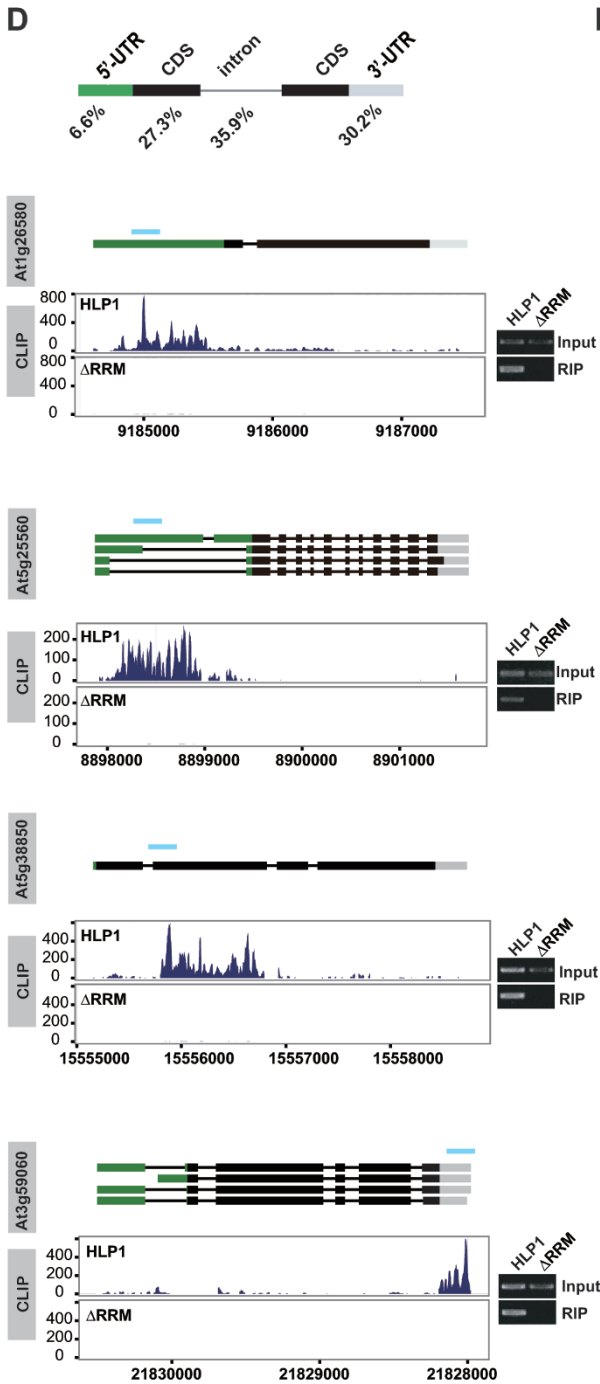 D
5'-UTR CDS intron CDS 3'-UTR
6.6% 27.3% 35.9% 30.2%
At1g26580
CLIP
800
400
0
HLP1
800
400
0
ΔRRM
9185000 9186000 9187000
HLP1 ΔRRM
Input
RIP
At5g25560
CLIP
200
100
0
HLP1
200
100
0
ΔRRM
8898000 8899000 8900000 8901000
HLP1 ΔRRM
Input
RIP
At5g38850
CLIP
400
200
0
HLP1
600
400
200
0
ΔRRM
15555000 15556000 15557000 15558000
HLP1 ΔRRM
Input
RIP
At3g59060
CLIP
600
400
200
0
HLP1
600
400
200
0
ΔRRM
21830000 21829000 21828000
HLP1 ΔRRM
Input
RIP